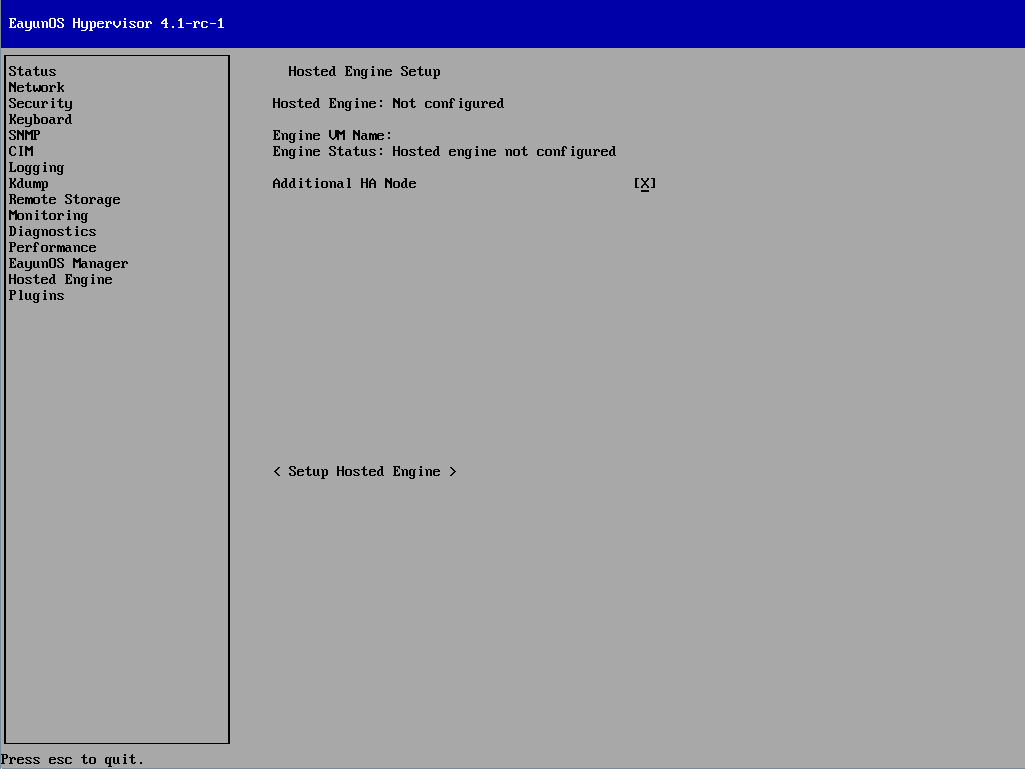 EayunOS Hypervisor 4.1-rc-1
Status
Network
Security
Keyboard
SNMP
CIM
Logging
Kdump
Remote Storage
Monitoring
Diagnostics
Performance
EayunOS Manager
Hosted Engine
Plugins
Hosted Engine Setup
Hosted Engine: Not configured
Engine VM Name:
Engine Status: Hosted engine not configured
Additional HA Node [X]
< Setup Hosted Engine >
Press esc to quit.